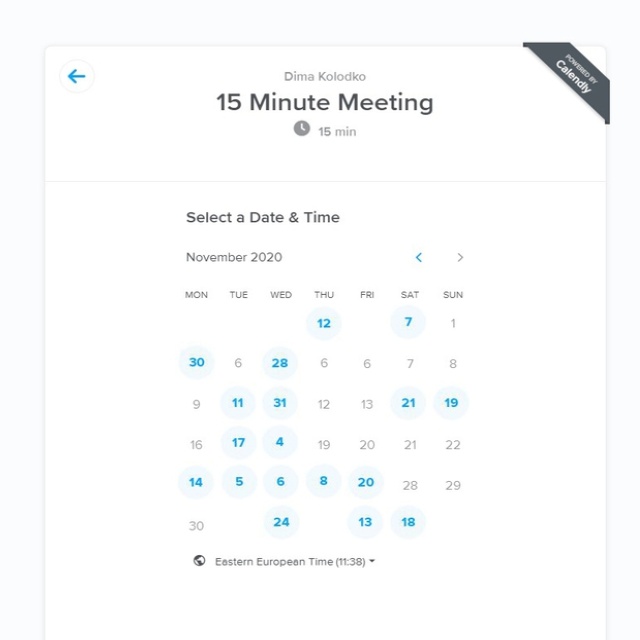 POWERED BY
Calendly
Dima Kolodko
15 Minute Meeting
15 min
Select a Date & Time
November 2020
MON TUE WED THU FRI SAT SUN
12 7 1
30 6 28 6 6 7 8
9 11 31 12 13 21 19
16 17 4 19 20 21 22
14 5 6 8 20 28 29
30 24 13 18
Eastern European Time (11:38)